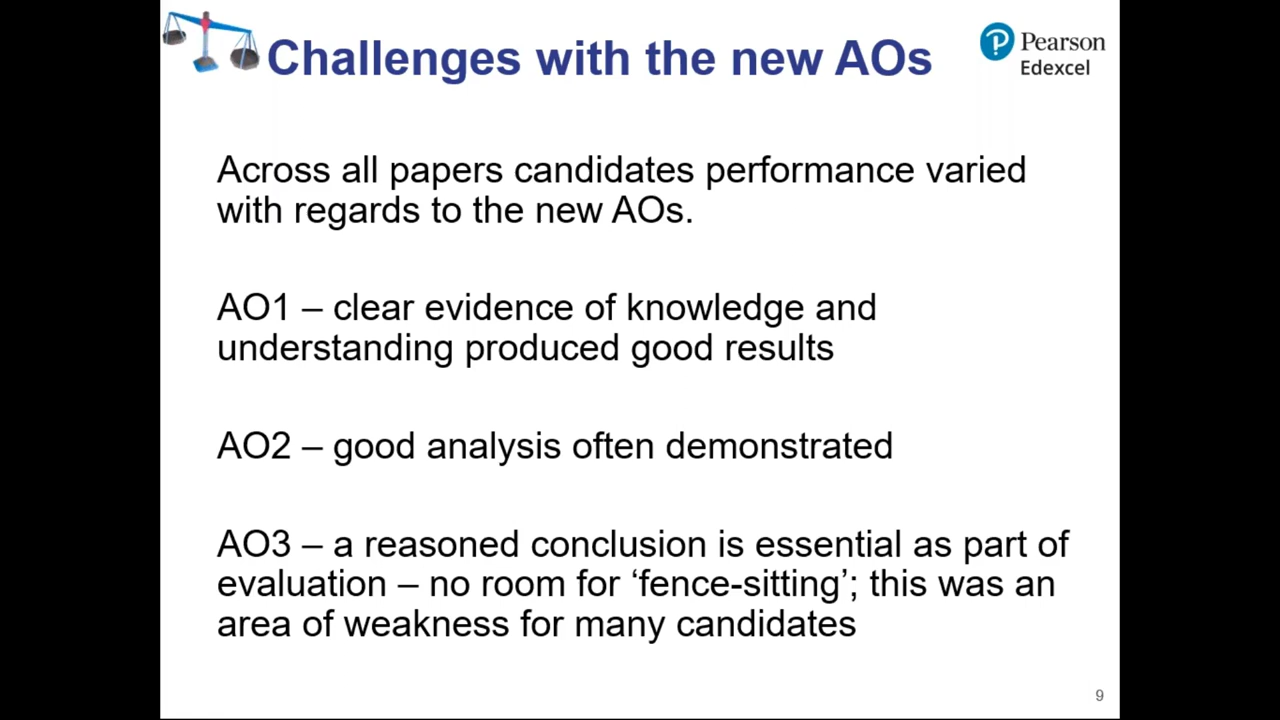 Challenges with the new AOs
Pearson
Edexcel
Across all papers candidates performance varied
with regards to the new AOs.
AO1 – clear evidence of knowledge and
understanding produced good results
AO2 – good analysis often demonstrated
AO3 – a reasoned conclusion is essential as part of
evaluation – no room for ‘fence-sitting’; this was an
area of weakness for many candidates
9